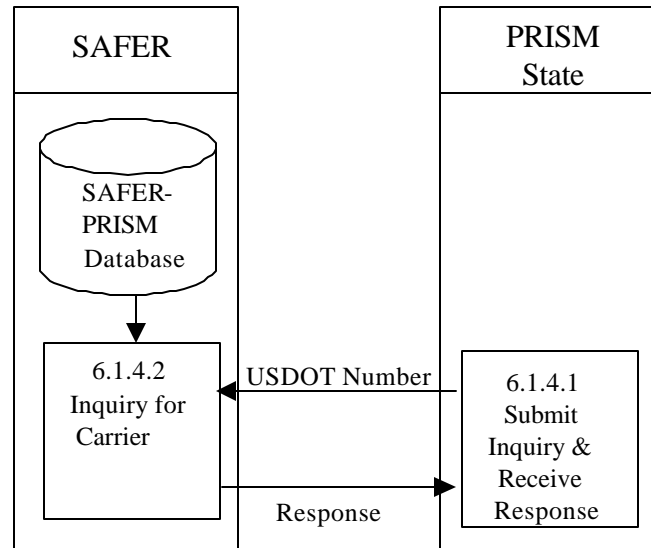 SAFER
PRISM
State
SAFER-
PRISM
Database
6.1.4.2
Inquiry for
Carrier
USDOT Number
Response
6.1.4.1
Submit
Inquiry &
Receive
Response